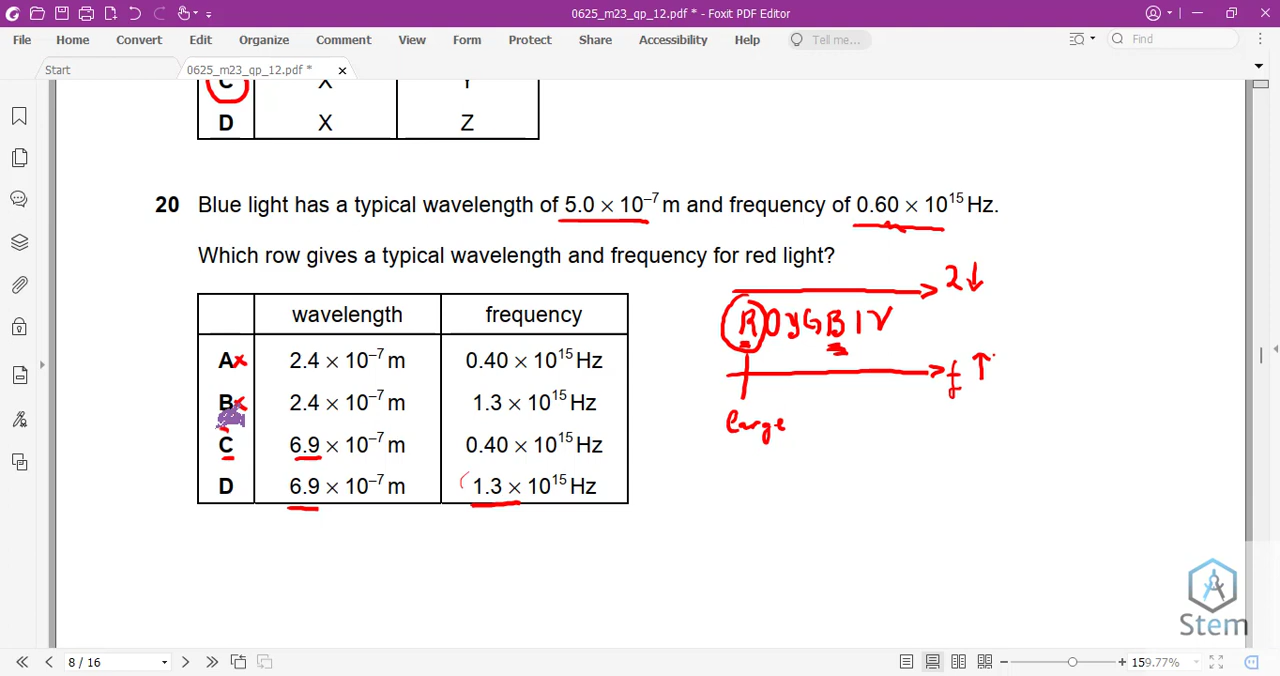 0625_m23_qp_12.pdf * - Foxit PDF Editor
File Home Convert Edit Organize Comment View Form Protect Share Accessibility Help Tell me... Find
Start 0625_m23_qp_12.pdf *
C X Y
D X Z
20 Blue light has a typical wavelength of 5.0 × 10⁻⁷ m and frequency of 0.60 × 10¹⁵ Hz.
Which row gives a typical wavelength and frequency for red light?
wavelength frequency
A 2.4 × 10⁻⁷ m 0.40 × 10¹⁵ Hz
B 2.4 × 10⁻⁷ m 1.3 × 10¹⁵ Hz
C 6.9 × 10⁻⁷ m 0.40 × 10¹⁵ Hz
D 6.9 × 10⁻⁷ m 1.3 × 10¹⁵ Hz
λ↓
ROYGBIV
f ↑
large
Stem
8 / 16
159.77%